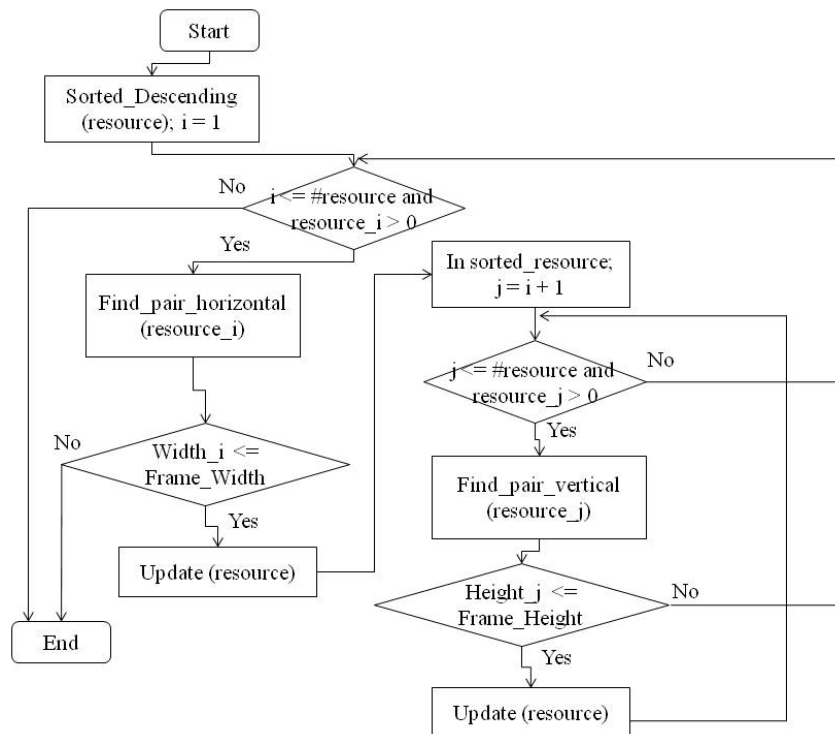 Start
Sorted_Descending
(resource); i = 1
No
i <= #resource and
resource_i > 0
Yes
Find_pair_horizontal
(resource_i)
No
Width_i <=
Frame_Width
Yes
Update (resource)
End
In sorted_resource;
j = i + 1
j <= #resource and
resource_j > 0
No
Yes
Find_pair_vertical
(resource_j)
Height_j <=
Frame_Height
No
Yes
Update (resource)